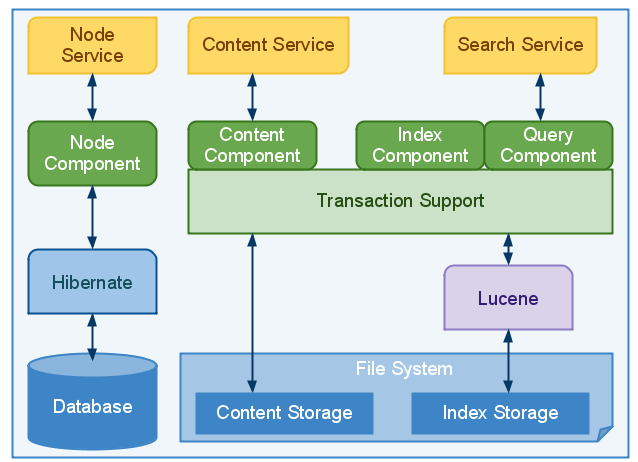 Node
Service
Content Service
Search Service
Node
Component
Content
Component
Index
Component
Query
Component
Transaction Support
Hibernate
Lucene
File System
Database
Content Storage
Index Storage